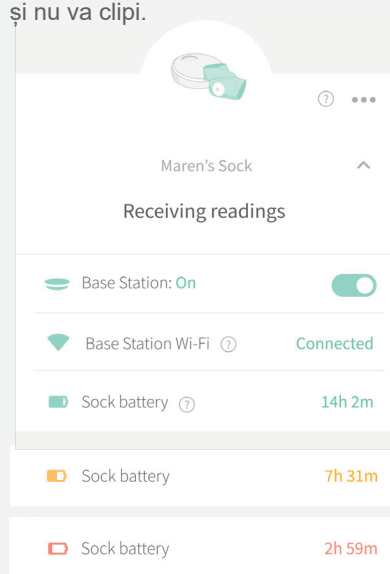 și nu va clipi.
Maren's Sock
Receiving readings
Base Station: On
Base Station Wi-Fi ? Connected
Sock battery ? 14h 2m
Sock battery 7h 31m
Sock battery 2h 59m